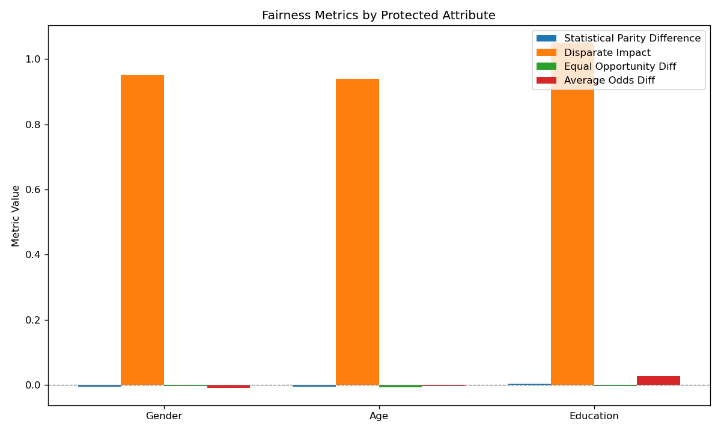 Fairness Metrics by Protected Attribute
Statistical Parity Difference
Disparate Impact
Equal Opportunity Diff
Average Odds Diff
Metric Value
1.0
0.8
0.6
0.4
0.2
0.0
Gender
Age
Education